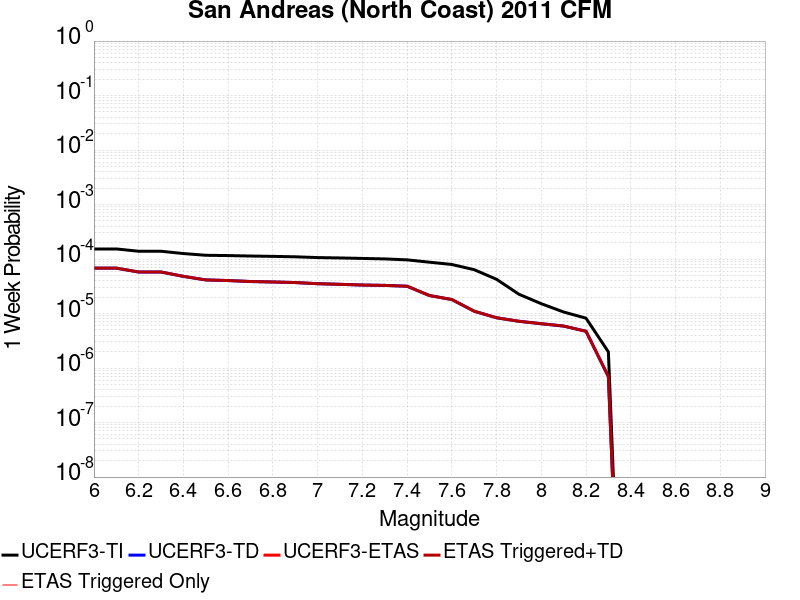 San Andreas (North Coast) 2011 CFM
10^0
10^-1
10^-2
10^-3
10^-4
10^-5
10^-6
10^-7
10^-8
1 Week Probability
6 6.2 6.4 6.6 6.8 7 7.2 7.4 7.6 7.8 8 8.2 8.4 8.6 8.8 9
Magnitude
UCERF3-TI UCERF3-TD UCERF3-ETAS ETAS Triggered+TD
ETAS Triggered Only